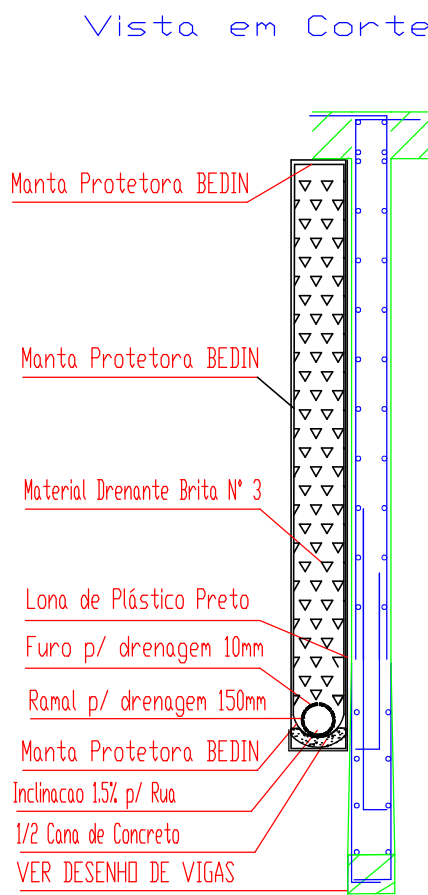 Vista em Corte
Manta Protetora BEDIN
Manta Protetora BEDIN
Material Drenante Brita N° 3
Lona de Plástico Preto
Furo p/ drenagem 10mm
Ramal p/ drenagem 150mm
Manta Protetora BEDIN
Inclinacao 1.5% p/ Rua
1/2 Cana de Concreto
VER DESENHO DE VIGAS